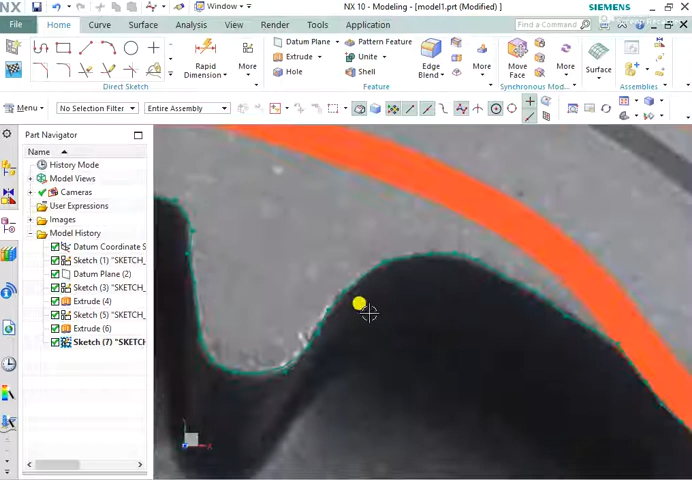 NX
Window
NX 10 - Modeling - [model1.prt (Modified) ]
SIEMENS
File
Home
Curve
Surface
Analysis
View
Render
Tools
Application
Find a Command
Rapid
Dimension
More
Datum Plane
Extrude
Hole
Pattern Feature
Unite
Shell
Edge
Blend
More
Move
Face
More
Surface
Direct Sketch
Feature
Synchronous Mod...
Assemblies
Menu
No Selection Filter
Entire Assembly
Part Navigator
Name
History Mode
Model Views
Cameras
User Expressions
Images
Model History
Datum Coordinate S
Sketch (1) "SKETCH_
Datum Plane (2)
Sketch (3) "SKETCH_
Extrude (4)
Sketch (5) "SKETCH_
Extrude (6)
Sketch (7) "SKETCH
X